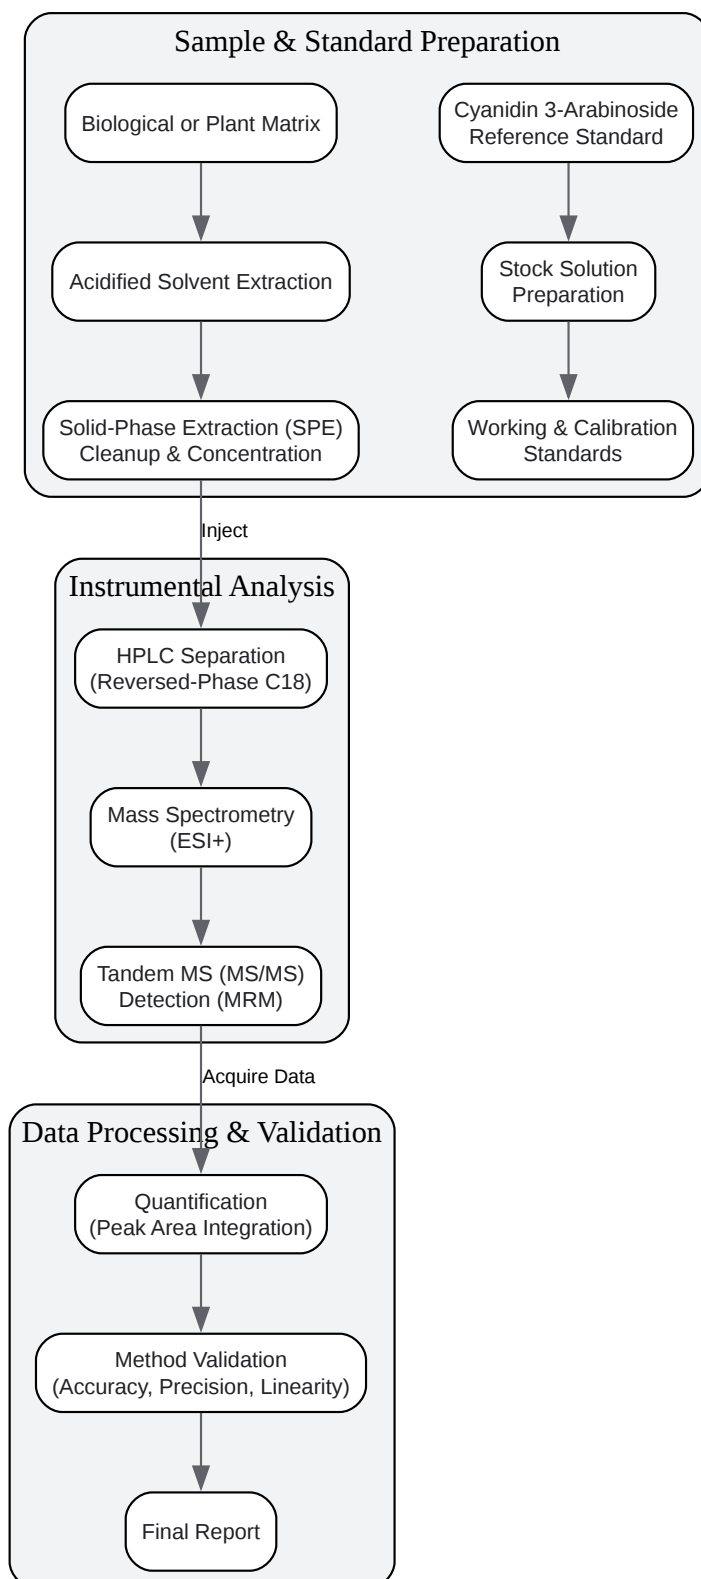 Sample & Standard Preparation
Biological or Plant Matrix
Cyanidin 3-Arabinoside
Reference Standard
Acidified Solvent Extraction
Stock Solution
Preparation
Solid-Phase Extraction (SPE)
Cleanup & Concentration
Working & Calibration
Standards
Inject
Instrumental Analysis
HPLC Separation
(Reversed-Phase C18)
Mass Spectrometry
(ESI+)
Tandem MS (MS/MS)
Detection (MRM)
Acquire Data
Data Processing & Validation
Quantification
(Peak Area Integration)
Method Validation
(Accuracy, Precision, Linearity)
Final Report